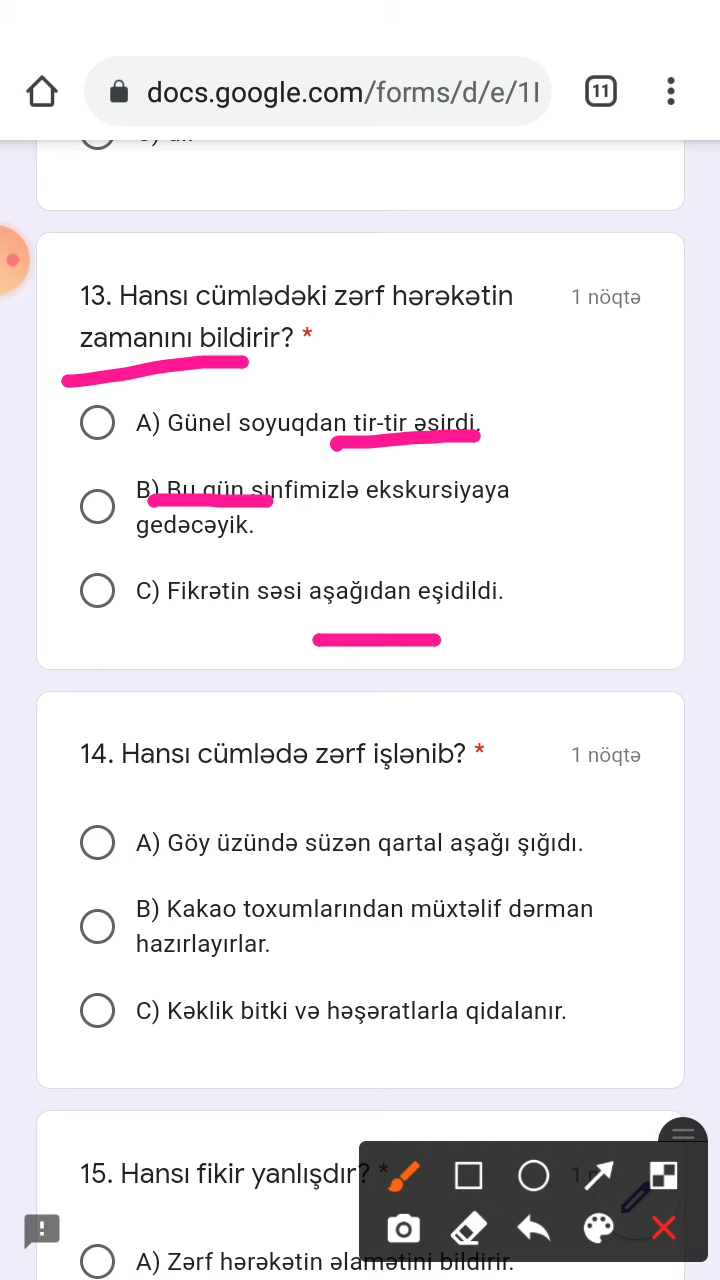 docs.google.com/forms/d/e/1I
11
13. Hansı cümlədəki zərf hərəkətin
zamanını bildirir? *
1 nöqtə
A) Günel soyuqdan tir-tir əsirdi.
B) Bu gün sinfimizlə ekskursiyaya
gedəcəyik.
C) Fikrətin səsi aşağıdan eşidildi.
14. Hansı cümlədə zərf işlənib? *
1 nöqtə
A) Göy üzündə süzən qartal aşağı şığıdı.
B) Kakao toxumlarından müxtəlif dərman
hazırlayırlar.
C) Kəklik bitki və həşəratlarla qidalanır.
15. Hansı fikir yanlışdır? *
A) Zərf hərəkətin əlamətini bildirir.